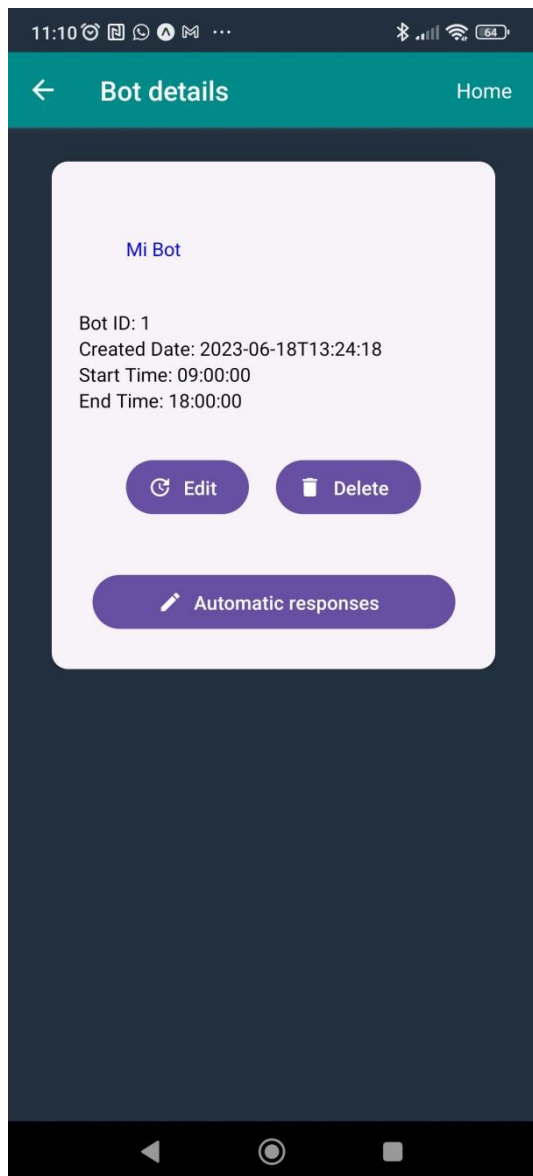 11:10 ... 64
Bot details Home
Mi Bot
Bot ID: 1
Created Date: 2023-06-18T13:24:18
Start Time: 09:00:00
End Time: 18:00:00
Edit Delete
Automatic responses